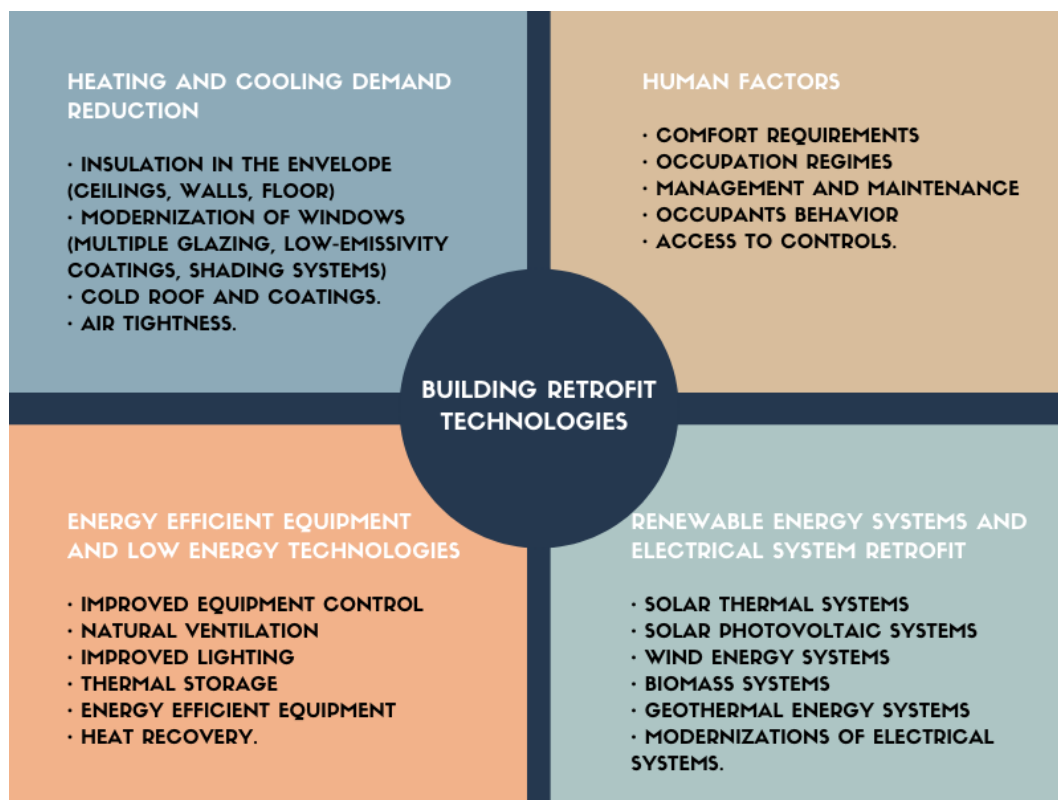 HEATING AND COOLING DEMAND
REDUCTION
· INSULATION IN THE ENVELOPE
(CEILINGS, WALLS, FLOOR)
· MODERNIZATION OF WINDOWS
(MULTIPLE GLAZING, LOW-EMISSIVITY
COATINGS, SHADING SYSTEMS)
· COLD ROOF AND COATINGS.
· AIR TIGHTNESS.
HUMAN FACTORS
· COMFORT REQUIREMENTS
· OCCUPATION REGIMES
· MANAGEMENT AND MAINTENANCE
· OCCUPANTS BEHAVIOR
· ACCESS TO CONTROLS.
BUILDING RETROFIT
TECHNOLOGIES
ENERGY EFFICIENT EQUIPMENT
AND LOW ENERGY TECHNOLOGIES
· IMPROVED EQUIPMENT CONTROL
· NATURAL VENTILATION
· IMPROVED LIGHTING
· THERMAL STORAGE
· ENERGY EFFICIENT EQUIPMENT
· HEAT RECOVERY.
RENEWABLE ENERGY SYSTEMS AND
ELECTRICAL SYSTEM RETROFIT
· SOLAR THERMAL SYSTEMS
· SOLAR PHOTOVOLTAIC SYSTEMS
· WIND ENERGY SYSTEMS
· BIOMASS SYSTEMS
· GEOTHERMAL ENERGY SYSTEMS
· MODERNIZATIONS OF ELECTRICAL
SYSTEMS.